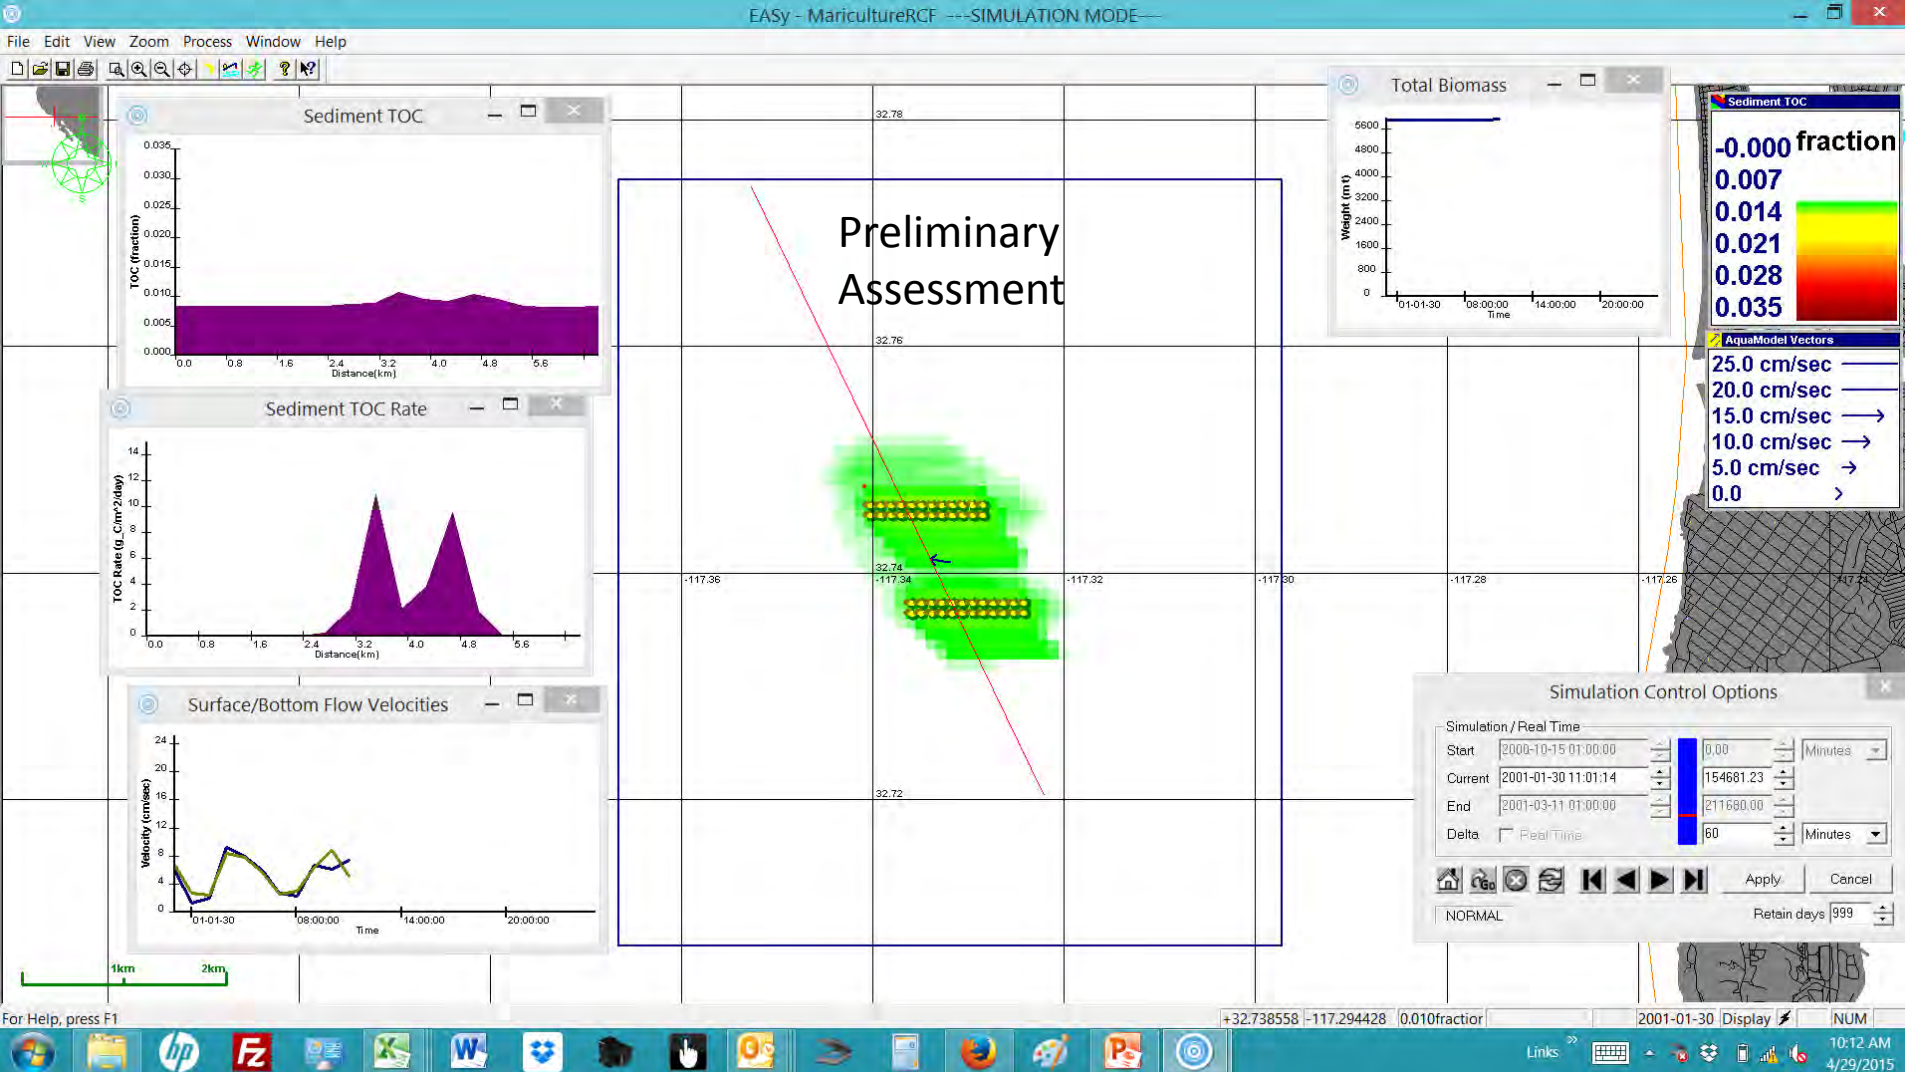 EASy - MaricultureRCF ---SIMULATION MODE---
File Edit View Zoom Process Window Help
Sediment TOC
0.035
0.030
0.025
0.020
0.015
0.010
0.005
0.000
TOC (fraction)
0.0 0.8 1.6 2.4 3.2 4.0 4.8 5.6
Distance(km)
Sediment TOC Rate
14
12
10
8
6
4
2
0
TOC Rate (g_C/m^2/day)
0.0 0.8 1.6 2.4 3.2 4.0 4.8 5.6
Distance(km)
Surface/Bottom Flow Velocities
24
20
16
12
8
4
0
Velocity (cm/sec)
01-01-30 08:00:00 14:00:00 20:00:00
Time
1km 2km
Preliminary
Assessment
32.78
32.76
32.74
32.72
-117.36 -117.34 -117.32 -117.30 -117.28 -117.26 -117.24
Total Biomass
5600
4800
4000
3200
2400
1600
800
0
Weight (mt)
01-01-30 08:00:00 14:00:00 20:00:00
Time
Sediment TOC
fraction
-0.000
0.007
0.014
0.021
0.028
0.035
AquaModel Vectors
25.0 cm/sec
20.0 cm/sec
15.0 cm/sec
10.0 cm/sec
5.0 cm/sec
0.0
Simulation Control Options
Simulation / Real Time
Start 2000-10-15 01:00:00 0.00 Minutes
Current 2001-01-30 11:01:14 154681.23
End 2001-03-11 01:00:00 211680.00
Delta Real Time 60 Minutes
Go Apply Cancel
NORMAL Retain days 999
For Help, press F1
+32.738558 -117.294428 0.010fractior 2001-01-30 Display NUM
Links
10:12 AM
4/29/2015